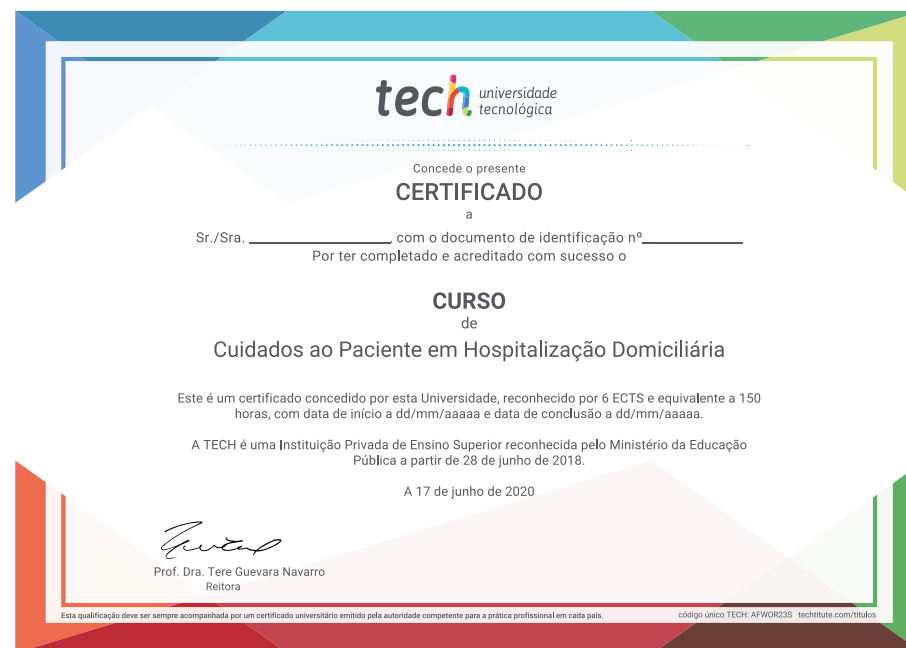 tech universidade
tecnológica
Concede o presente
CERTIFICADO
a
Sr./Sra. ____________________, com o documento de identificação nº______________
Por ter completado e acreditado com sucesso o
CURSO
de
Cuidados ao Paciente em Hospitalização Domiciliária
Este é um certificado concedido por esta Universidade, reconhecido por 6 ECTS e equivalente a 150
horas, com data de início a dd/mm/aaaaa e data de conclusão a dd/mm/aaaaa.
A TECH é uma Instituição Privada de Ensino Superior reconhecida pelo Ministério da Educação
Pública a partir de 28 de junho de 2018.
A 17 de junho de 2020
Prof. Dra. Tere Guevara Navarro
Reitora
Esta qualificação deve ser sempre acompanhada por um certificado universitário emitido pela autoridade competente para a prática profissional em cada país.
código único TECH: AFWOR23S techtitute.com/titulos